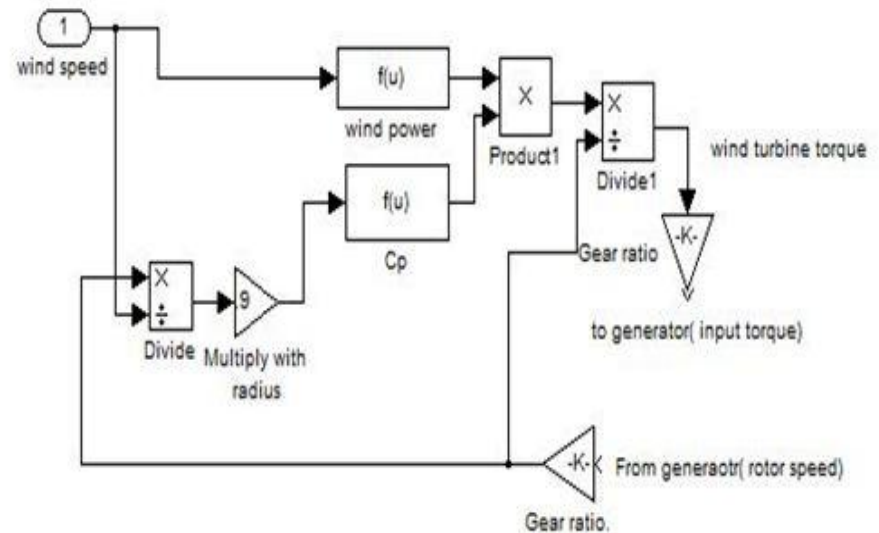 1
wind speed
f(u)
wind power
X
Product1
X
÷
Divide1
wind turbine torque
f(u)
Cp
-K-
Gear ratio
to generator( input torque)
X
÷
Divide
9
Multiply with
radius
-K-
From generaotr( rotor speed)
Gear ratio.